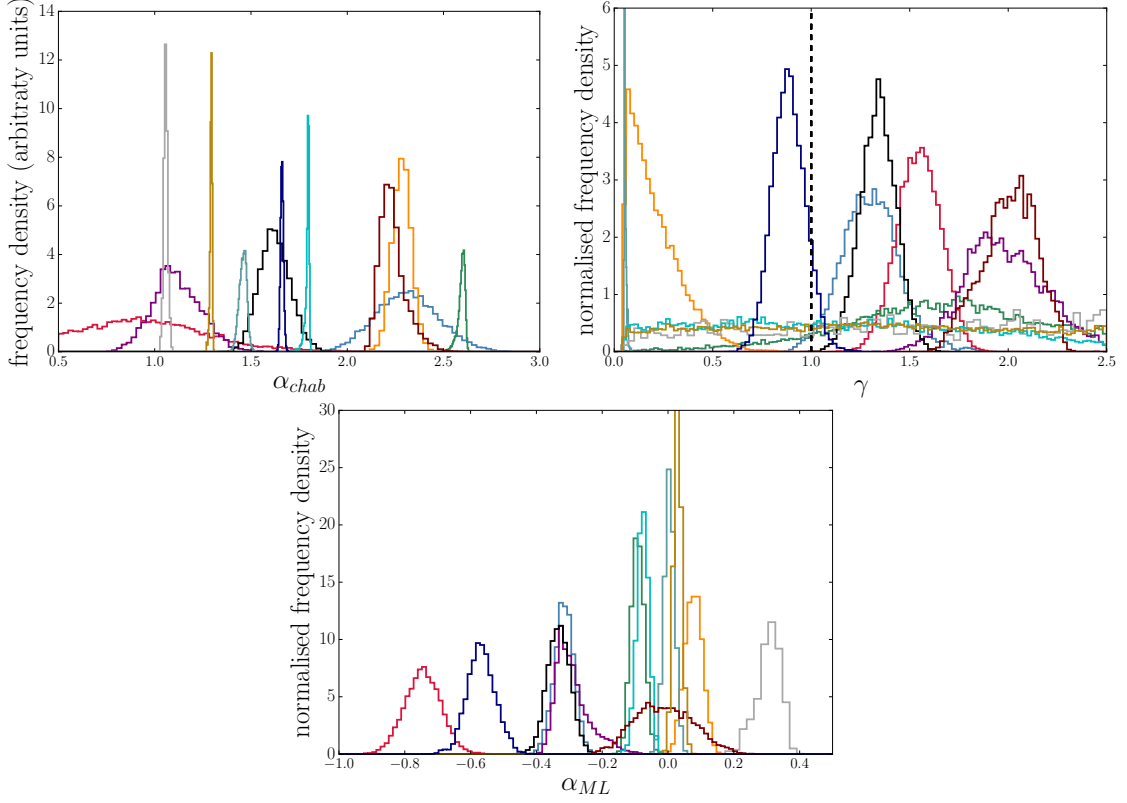 frequency density (arbitraty units)
14
12
10
8
6
4
2
0
0.5 1.0 1.5 2.0 2.5 3.0
α_chab
normalised frequency density
6
5
4
3
2
1
0
0.0 0.5 1.0 1.5 2.0 2.5
γ
normalised frequency density
30
25
20
15
10
5
0
−1.0 −0.8 −0.6 −0.4 −0.2 0.0 0.2 0.4
α_ML